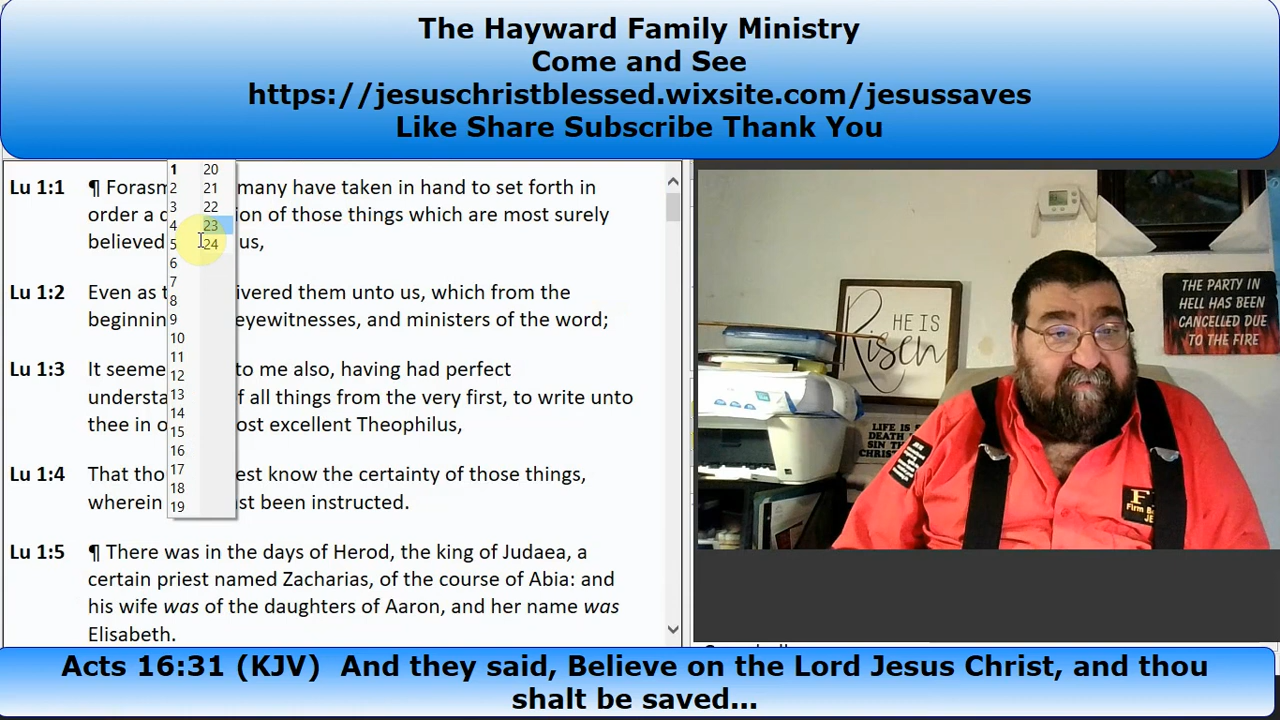 The Hayward Family Ministry
Come and See
https://jesuschristblessed.wixsite.com/jesussaves
Like Share Subscribe Thank You
Lu 1:1 ¶ Forasm many have taken in hand to set forth in
order a d ion of those things which are most surely
believed us,
Lu 1:2 Even as t ivered them unto us, which from the
beginnin eyewitnesses, and ministers of the word;
Lu 1:3 It seeme to me also, having had perfect
understa f all things from the very first, to write unto
thee in o ost excellent Theophilus,
Lu 1:4 That tho est know the certainty of those things,
wherein st been instructed.
Lu 1:5 ¶ There was in the days of Herod, the king of Judaea, a
certain priest named Zacharias, of the course of Abia: and
his wife was of the daughters of Aaron, and her name was
Elisabeth.
1 20
2 21
3 22
4 23
5 24
6
7
8
9
10
11
12
13
14
15
16
17
18
19
HE IS
Risen
THE PARTY IN
HELL HAS BEEN
CANCELLED DUE
TO THE FIRE
LIFE IS
DEATH
SIN
CHRIST
Firm
JE
Acts 16:31 (KJV) And they said, Believe on the Lord Jesus Christ, and thou
shalt be saved...